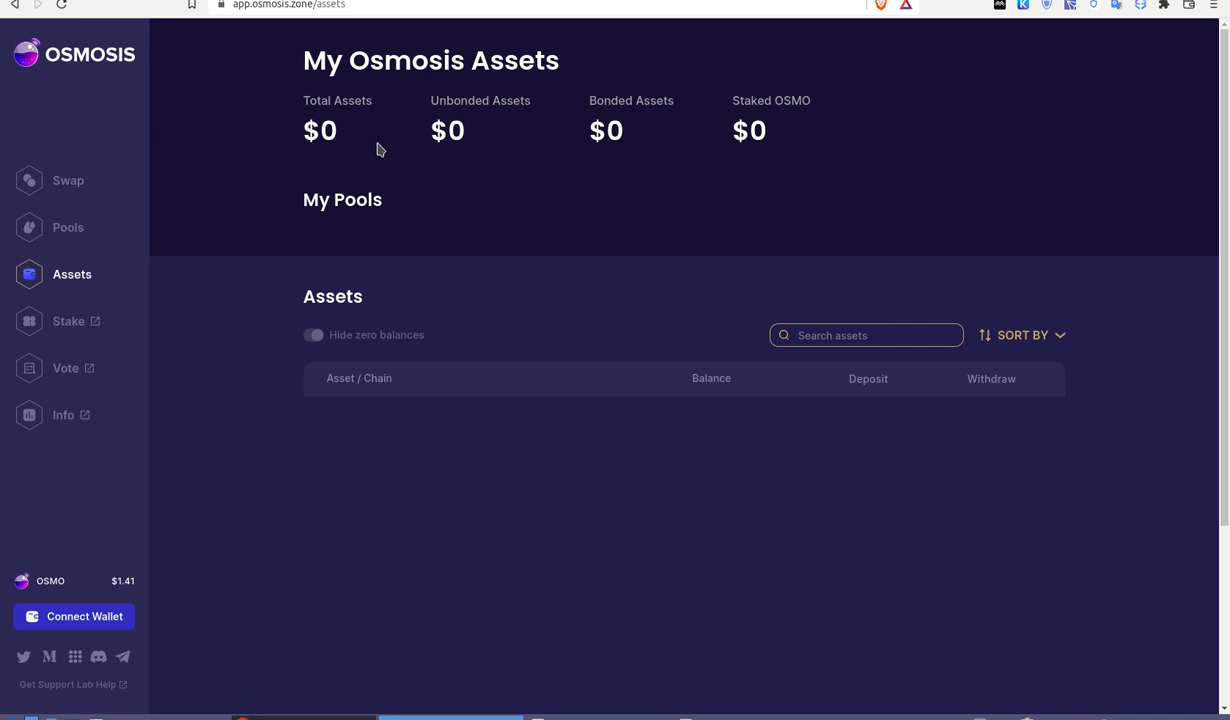 app.osmosis.zone/assets
OSMOSIS
My Osmosis Assets
Total Assets
Unbonded Assets
Bonded Assets
Staked OSMO
$0
$0
$0
$0
My Pools
Swap
Pools
Assets
Stake
Vote
Info
Assets
Hide zero balances
Search assets
SORT BY
Asset / Chain
Balance
Deposit
Withdraw
OSMO
$1.41
Connect Wallet
Get Support Lab Help